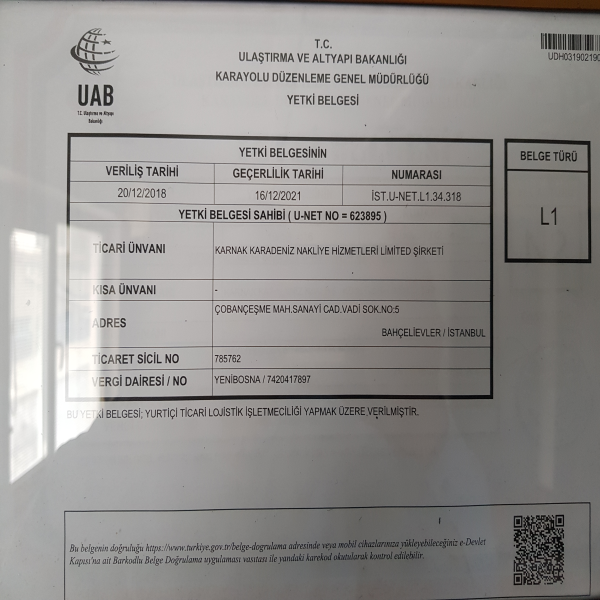 T.C.
ULAŞTIRMA VE ALTYAPI BAKANLIĞI
KARAYOLU DÜZENLEME GENEL MÜDÜRLÜĞÜ
YETKİ BELGESİ
UAB
T.C. Ulaştırma ve Altyapı
Bakanlığı
UDH031902190
YETKİ BELGESİNİN
VERİLİŞ TARİHİ GEÇERLİLİK TARİHİ NUMARASI
20/12/2018 16/12/2021 İST.U-NET.L1.34.318
YETKİ BELGESİ SAHİBİ ( U-NET NO = 623895 )
TİCARİ ÜNVANI KARNAK KARADENİZ NAKLİYE HİZMETLERİ LİMİTED ŞİRKETİ
KISA ÜNVANI -
ADRES ÇOBANÇEŞME MAH.SANAYİ CAD.VADİ SOK.NO:5
BAHÇELİEVLER / İSTANBUL
TİCARET SİCİL NO 785762
VERGİ DAİRESİ / NO YENİBOSNA / 7420417897
BELGE TÜRÜ
L1
BU YETKİ BELGESİ; YURTİÇİ TİCARİ LOJİSTİK İŞLETMECİLİĞİ YAPMAK ÜZERE VERİLMİŞTİR.
Bu belgenin doğruluğu https://www.turkiye.gov.tr/belge-dogrulama adresinde veya mobil cihazlarınıza yükleyebileceğiniz e-Devlet
Kapısı'na ait Barkodlu Belge Doğrulama uygulaması vasıtası ile yandaki karekod okutularak kontrol edilebilir.